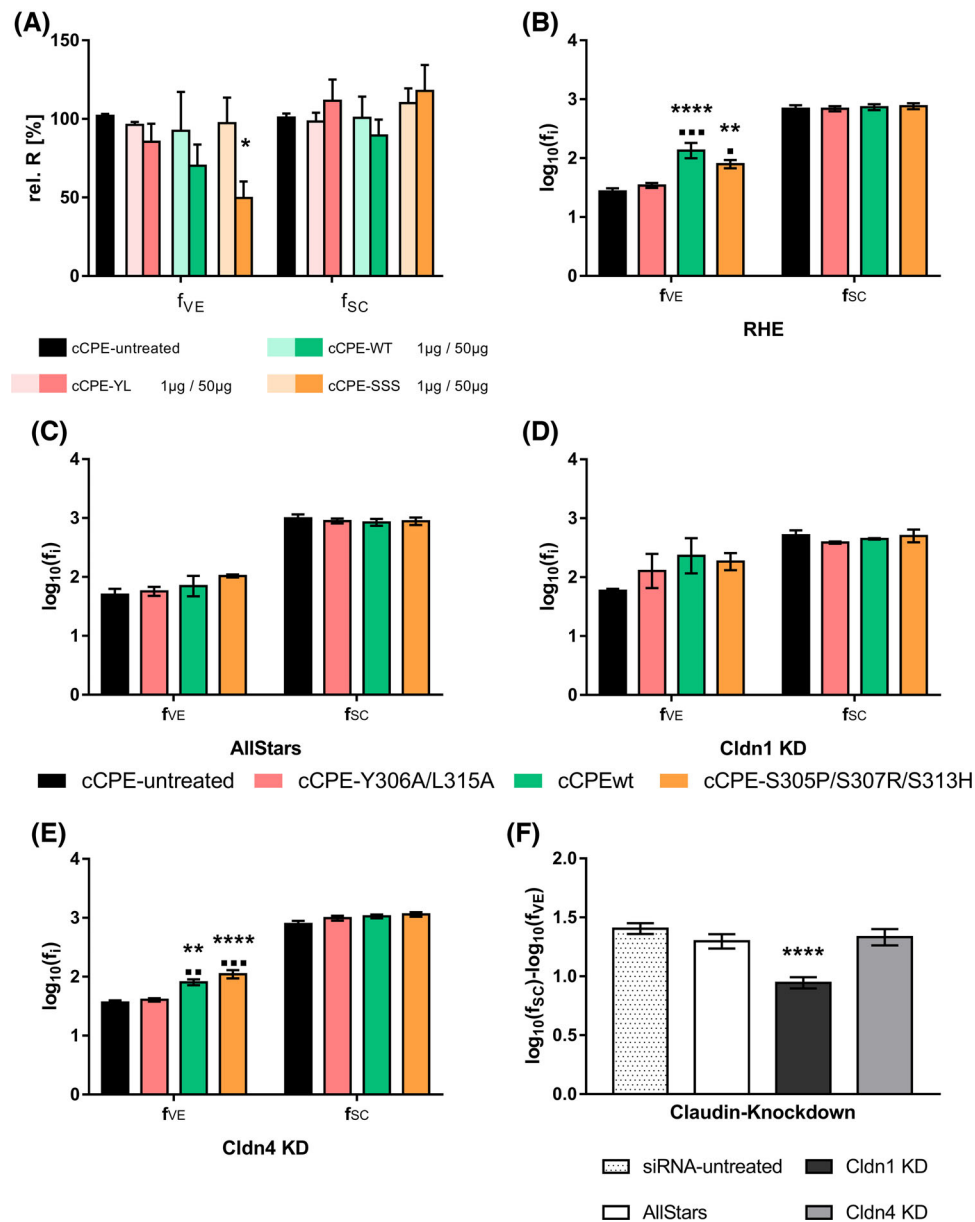 (A)
150
100
50
0
rel. R [%]
*
fVE
fSC
cCPE-untreated
cCPE-WT 1µg / 50µg
cCPE-YL 1µg / 50µg
cCPE-SSS 1µg / 50µg
(B)
4
3
2
1
0
log10(fi)
****
▪▪▪
**
▪
fVE
fSC
RHE
(C)
4
3
2
1
0
log10(fi)
fVE
fSC
AllStars
(D)
4
3
2
1
0
log10(fi)
fVE
fSC
Cldn1 KD
cCPE-untreated
cCPE-Y306A/L315A
cCPEwt
cCPE-S305P/S307R/S313H
(E)
4
3
2
1
0
log10(fi)
**
▪▪
****
▪▪▪
fVE
fSC
Cldn4 KD
(F)
2.0
1.5
1.0
0.5
0.0
log10(fSC)-log10(fVE)
****
Claudin-Knockdown
siRNA-untreated
Cldn1 KD
AllStars
Cldn4 KD